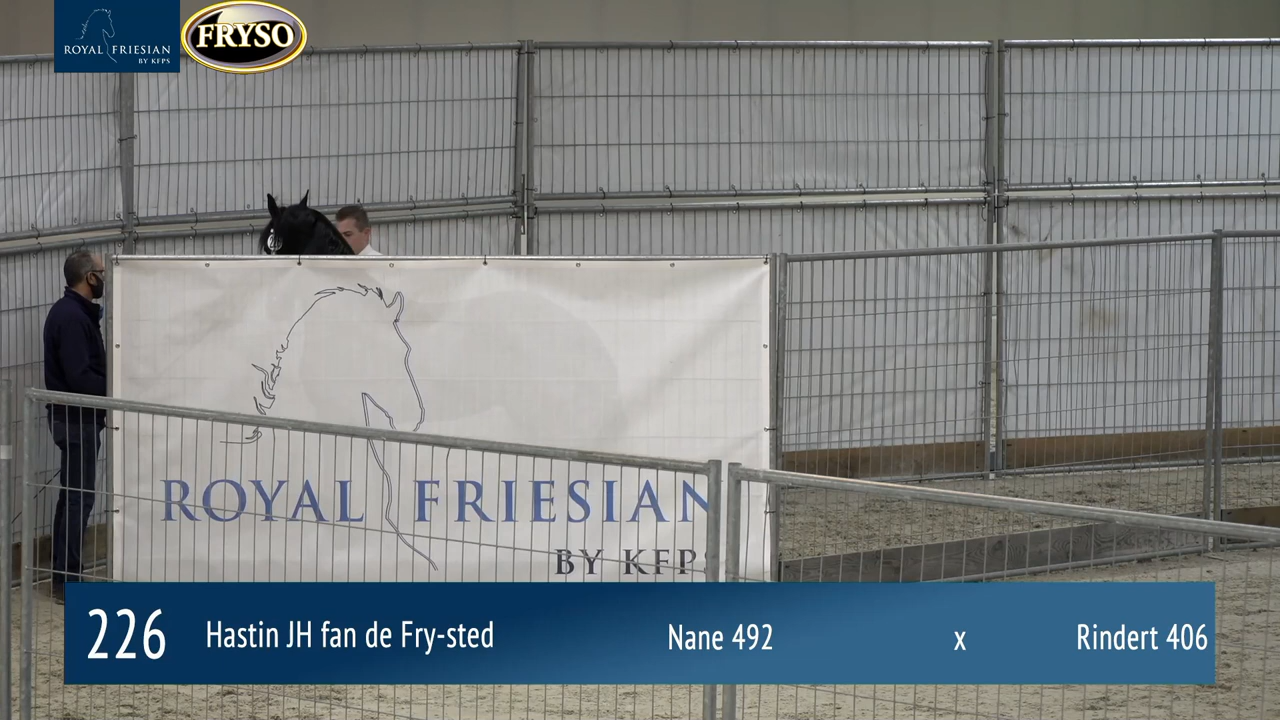 ROYAL FRIESIAN
BY KFPS
FRYSO
ROYAL FRIESIAN
BY KFPS
226 Hastin JH fan de Fry-sted Nane 492 x Rindert 406